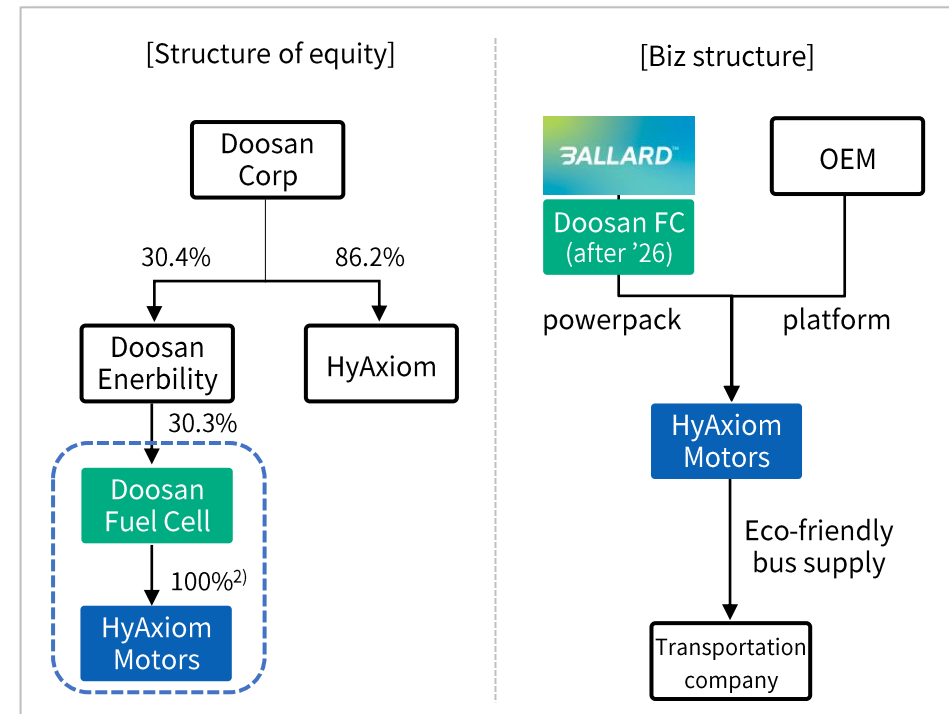 [Structure of equity]
Doosan
Corp
30.4%
86.2%
Doosan
Enerbility
HyAxiom
30.3%
Doosan
Fuel Cell
100%2)
HyAxiom
Motors
[Biz structure]
BALLARD™
OEM
Doosan FC
(after ’26)
powerpack
platform
HyAxiom
Motors
Eco-friendly
bus supply
Transportation
company